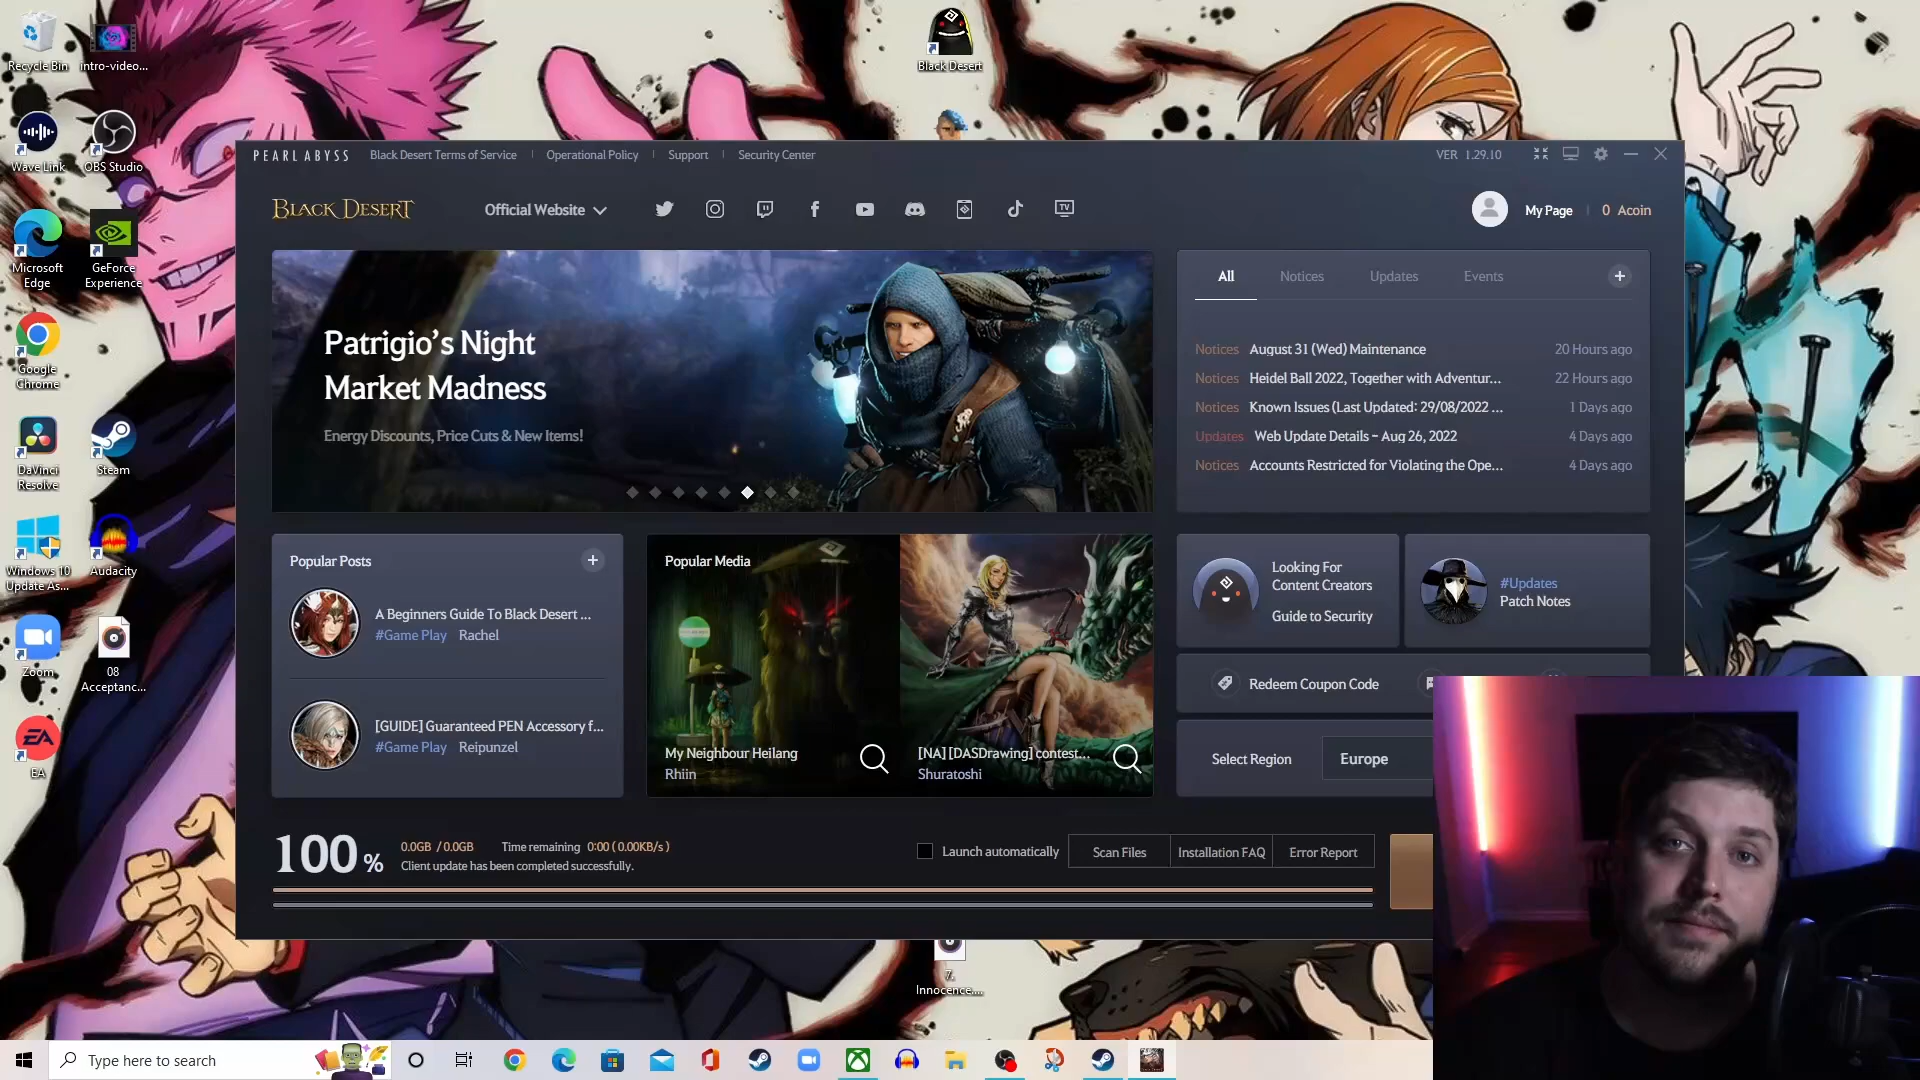 Recycle Bin
intro-video...
Black Desert
Wave Link
OBS Studio
Microsoft
Edge
GeForce
Experience
Google
Chrome
DaVinci
Resolve
Steam
Windows 10
Update As...
Audacity
Zoom
08
Acceptanc...
EA
EA
PEARL ABYSS
Black Desert Terms of Service
Operational Policy
Support
Security Center
VER 1.29.10
BLACK DESERT
Official Website
TV
My Page
0 Acoin
Patrigio's Night
Market Madness
Energy Discounts, Price Cuts & New Items!
All
Notices
Updates
Events
Notices August 31 (Wed) Maintenance 20 Hours ago
Notices Heidel Ball 2022, Together with Adventur... 22 Hours ago
Notices Known Issues (Last Updated: 29/08/2022 ... 1 Days ago
Updates Web Update Details - Aug 26, 2022 4 Days ago
Notices Accounts Restricted for Violating the Ope... 4 Days ago
Popular Posts
A Beginners Guide To Black Desert ...
#Game Play Rachel
[GUIDE] Guaranteed PEN Accessory f...
#Game Play Reipunzel
Popular Media
My Neighbour Heilang
Rhiin
[NA] [DASDrawing] contest...
Shuratoshi
Looking For
Content Creators
Guide to Security
#Updates
Patch Notes
Redeem Coupon Code
Select Region
Europe
100 %
0.0GB / 0.0GB
Time remaining 0:00 ( 0.00KB/s )
Client update has been completed successfully.
Launch automatically
Scan Files
Installation FAQ
Error Report
7.
Innocence....
Type here to search